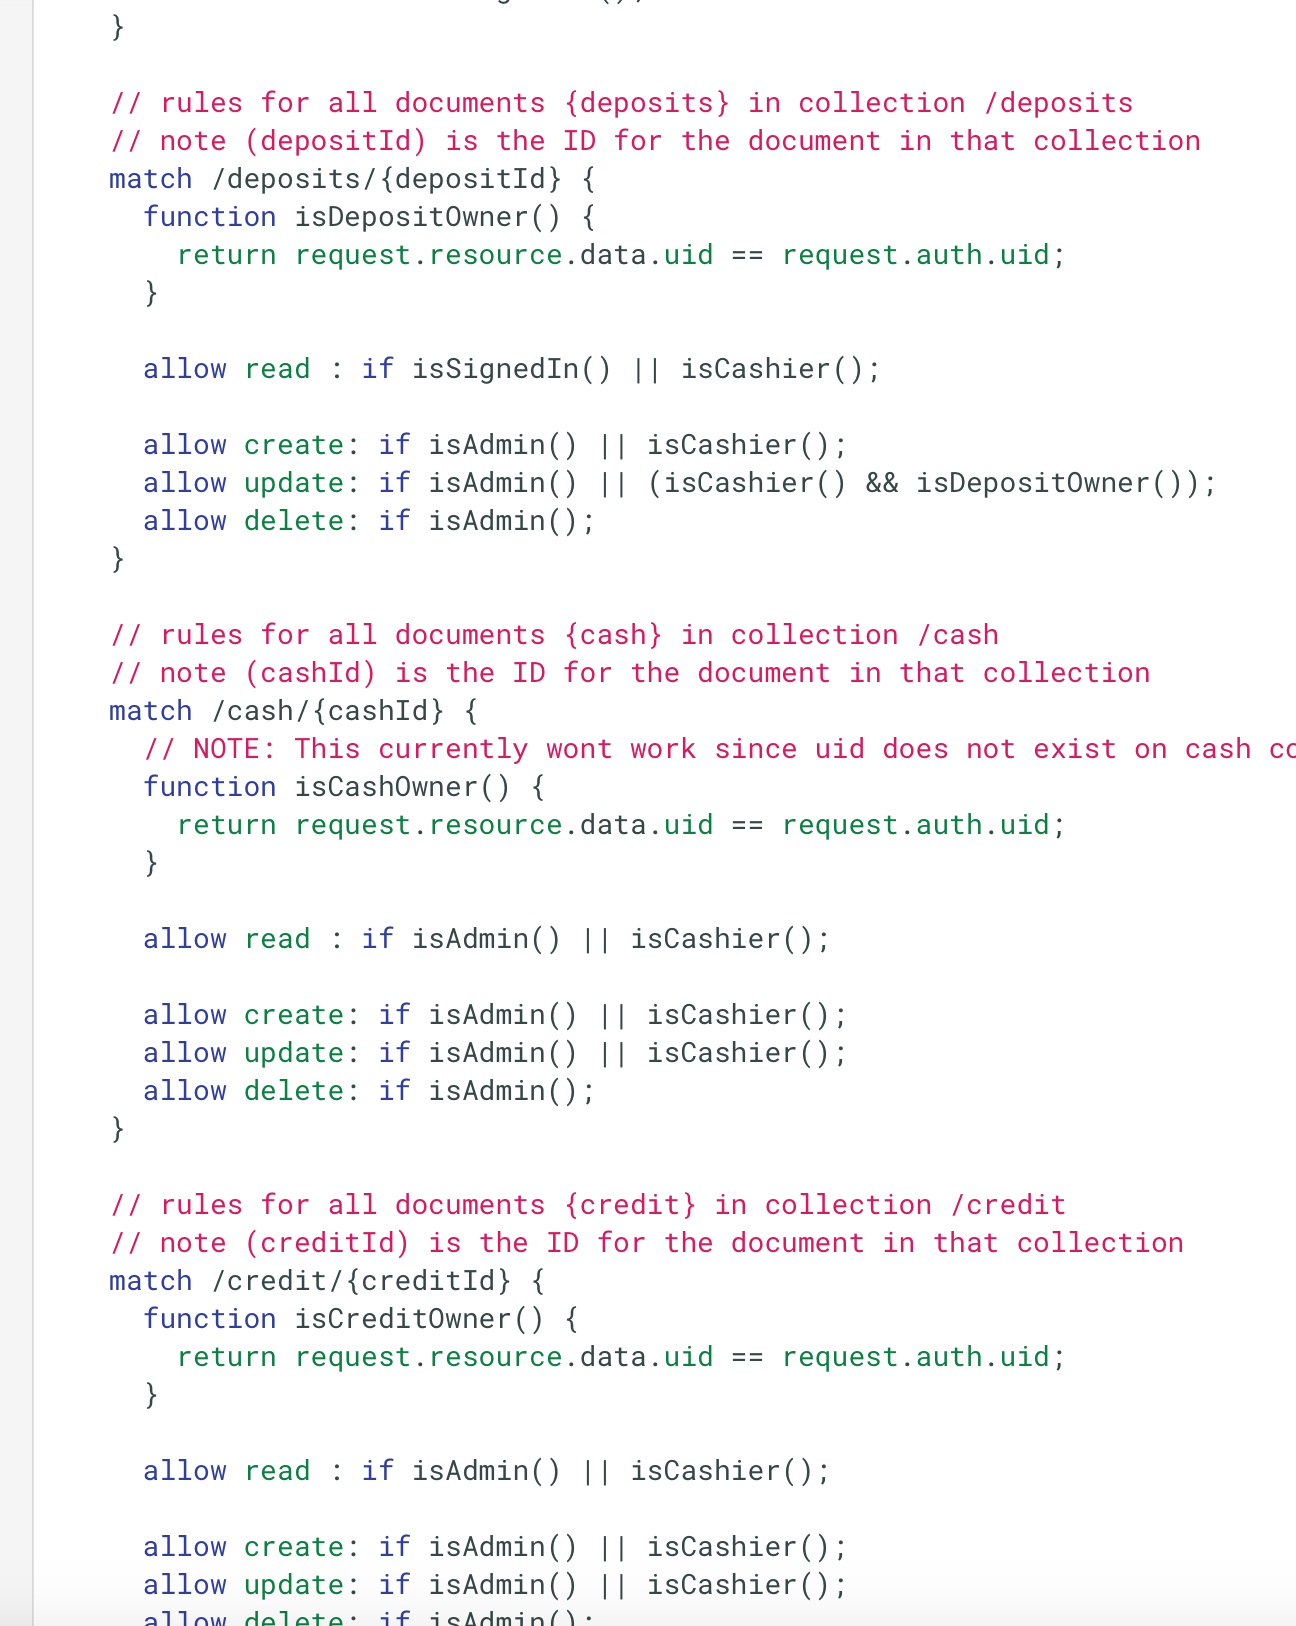 }
// rules for all documents {deposits} in collection /deposits
// note (depositId) is the ID for the document in that collection
match /deposits/{depositId} {
function isDepositOwner() {
return request.resource.data.uid == request.auth.uid;
}
allow read : if isSignedIn() || isCashier();
allow create: if isAdmin() || isCashier();
allow update: if isAdmin() || (isCashier() && isDepositOwner());
allow delete: if isAdmin();
}
// rules for all documents {cash} in collection /cash
// note (cashId) is the ID for the document in that collection
match /cash/{cashId} {
// NOTE: This currently wont work since uid does not exist on cash co
function isCashOwner() {
return request.resource.data.uid == request.auth.uid;
}
allow read : if isAdmin() || isCashier();
allow create: if isAdmin() || isCashier();
allow update: if isAdmin() || isCashier();
allow delete: if isAdmin();
}
// rules for all documents {credit} in collection /credit
// note (creditId) is the ID for the document in that collection
match /credit/{creditId} {
function isCreditOwner() {
return request.resource.data.uid == request.auth.uid;
}
allow read : if isAdmin() || isCashier();
allow create: if isAdmin() || isCashier();
allow update: if isAdmin() || isCashier();
allow delete: if isAdmin();